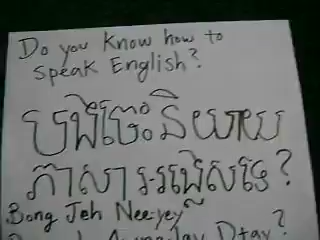 Do you Know how to
Speak English?
បងចេះនិយាយ
ភាសាអង់គ្លេសទេ?
Bong Jeh Nee-yey
Dtay?